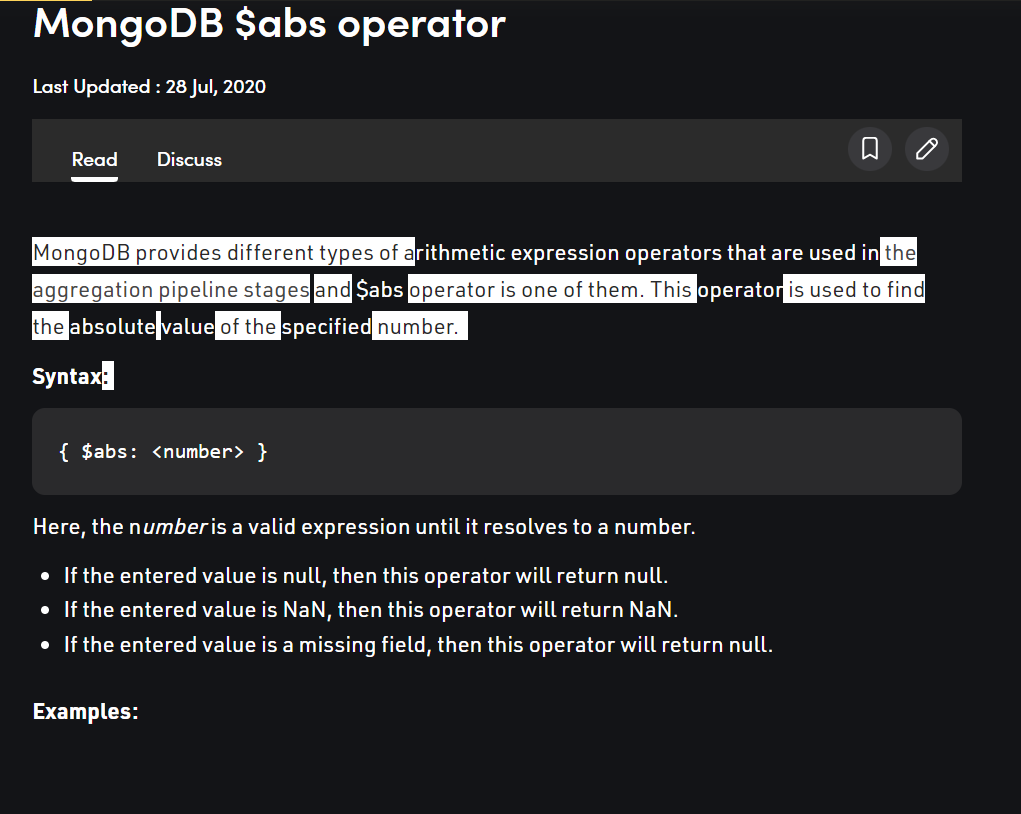 MongoDB $abs operator
Last Updated : 28 Jul, 2020
Read Discuss
MongoDB provides different types of arithmetic expression operators that are used in the
aggregation pipeline stages and $abs operator is one of them. This operator is used to find
the absolute value of the specified number.
Syntax:
{ $abs: <number> }
Here, the number is a valid expression until it resolves to a number.
• If the entered value is null, then this operator will return null.
• If the entered value is NaN, then this operator will return NaN.
• If the entered value is a missing field, then this operator will return null.
Examples: